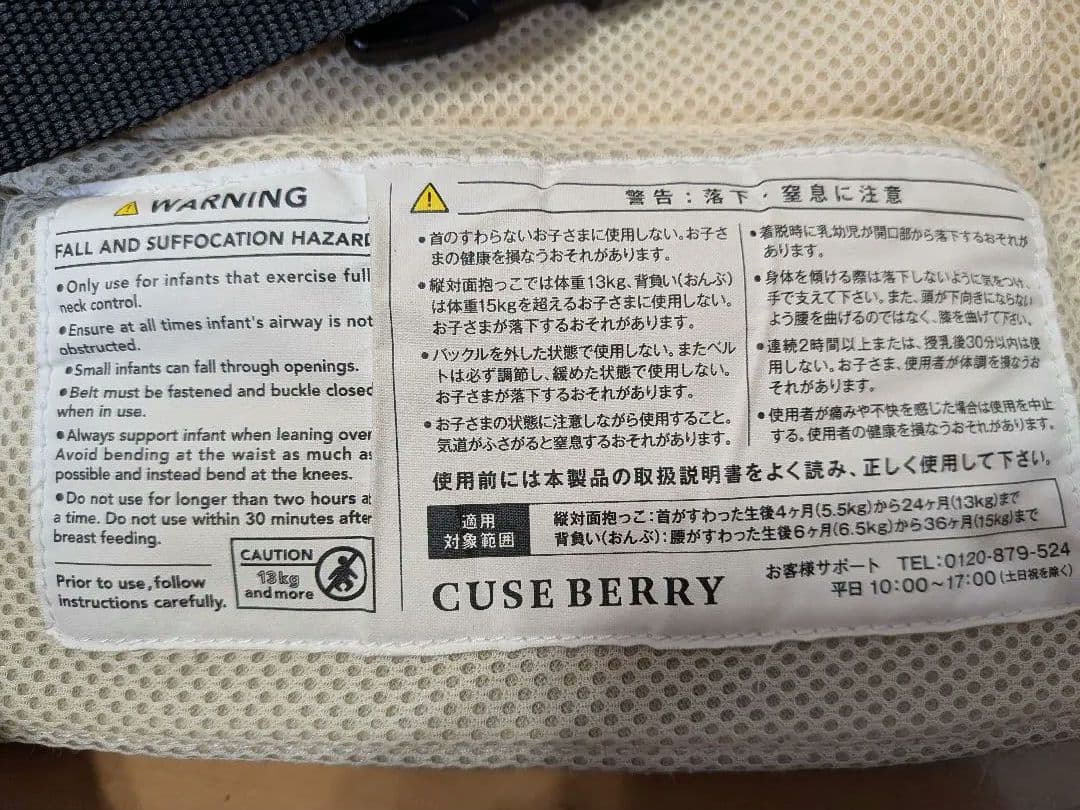 WARNING
FALL AND SUFFOCATION HAZARD
•Only use for infants that exercise full
neck control.
•Ensure at all times infant's airway is not
obstructed.
•Small infants can fall through openings.
•Belt must be fastened and buckle closed
when in use.
•Always support infant when leaning over
Avoid bending at the waist as much as
possible and instead bend at the knees.
•Do not use for longer than two hours at
a time. Do not use within 30 minutes after
breast feeding.
Prior to use, follow
instructions carefully.
CAUTION
13kg
and more
警告：落下・窒息に注意
•首のすわらないお子さまに使用しない。お子さ
まの健康を損なうおそれがあります。
•縦対面抱っこでは体重13kg、背負い(おんぶ)
は体重15kgを超えるお子さまに使用しない。
お子さまが落下するおそれがあります。
•バックルを外した状態で使用しない。またベル
トは必ず調節し、緩めた状態で使用しない。
お子さまが落下するおそれがあります。
•お子さまの状態に注意しながら使用すること。
気道がふさがると窒息するおそれがあります。
•着脱時に乳幼児が開口部から落下するおそれが
あります。
•身体を傾ける際は落下しないように気をつけ、
手で支えて下さい。また、頭が下向きにならない
よう腰を曲げるのではなく、膝を曲げて下さい。
•連続2時間以上または、授乳後30分以内は使
用しない。お子さま、使用者が体調を損なうお
それがあります。
•使用者が痛みや不快を感じた場合は使用を中止
する。使用者の健康を損なうおそれがあります。
使用前には本製品の取扱説明書をよく読み、正しく使用して下さい。
適用
対象範囲
縦対面抱っこ：首がすわった生後4ヶ月(5.5kg)から24ヶ月(13kg)まで
背負い(おんぶ)：腰がすわった生後6ヶ月(6.5kg)から36ヶ月(15kg)まで
CUSE BERRY
お客様サポート TEL：0120-879-524
平日 10：00～17：00(土日祝を除く)